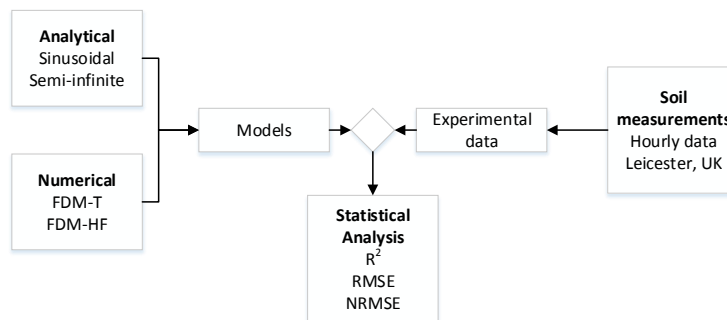 Analytical
Sinusoidal
Semi-infinite
Numerical
FDM-T
FDM-HF
Models
Experimental
data
Soil
measurements
Hourly data
Leicester, UK
Statistical
Analysis
R²
RMSE
NRMSE